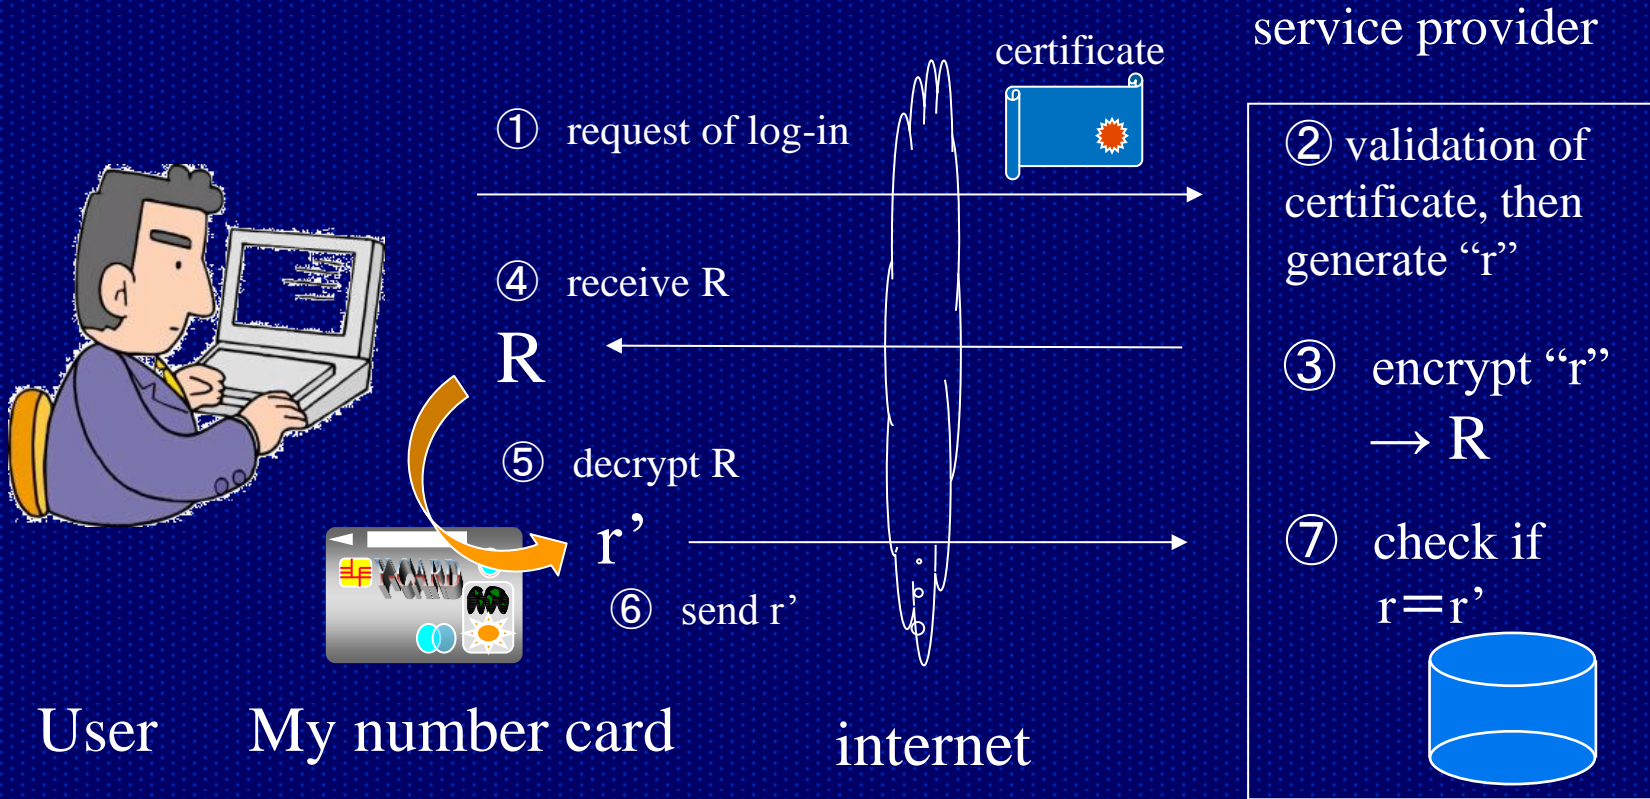 service provider
certificate
① request of log-in
② validation of
certificate, then
generate “r”
④ receive R
R
③ encrypt “r”
→ R
⑤ decrypt R
r’
⑥ send r’
⑦ check if
r＝r’
User
My number card
internet